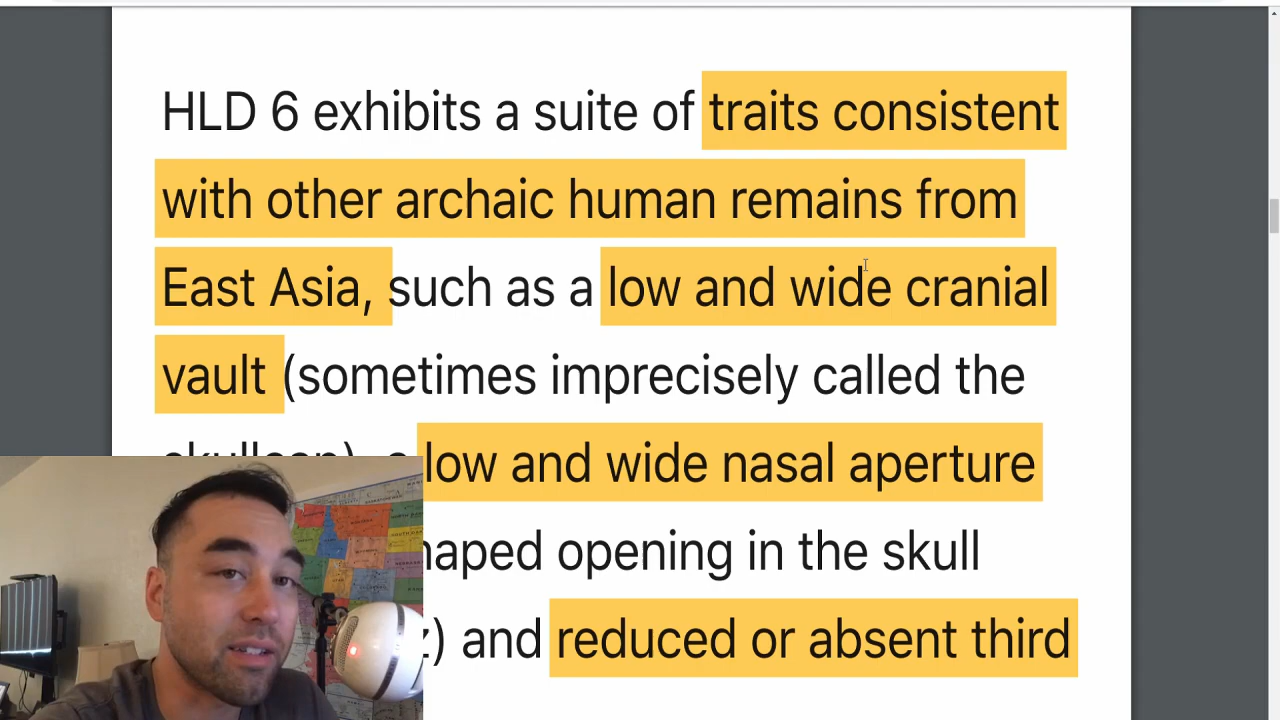 HLD 6 exhibits a suite of traits consistent
with other archaic human remains from
East Asia, such as a low and wide cranial
vault (sometimes imprecisely called the
low and wide nasal aperture
opening in the skull
and reduced or absent third